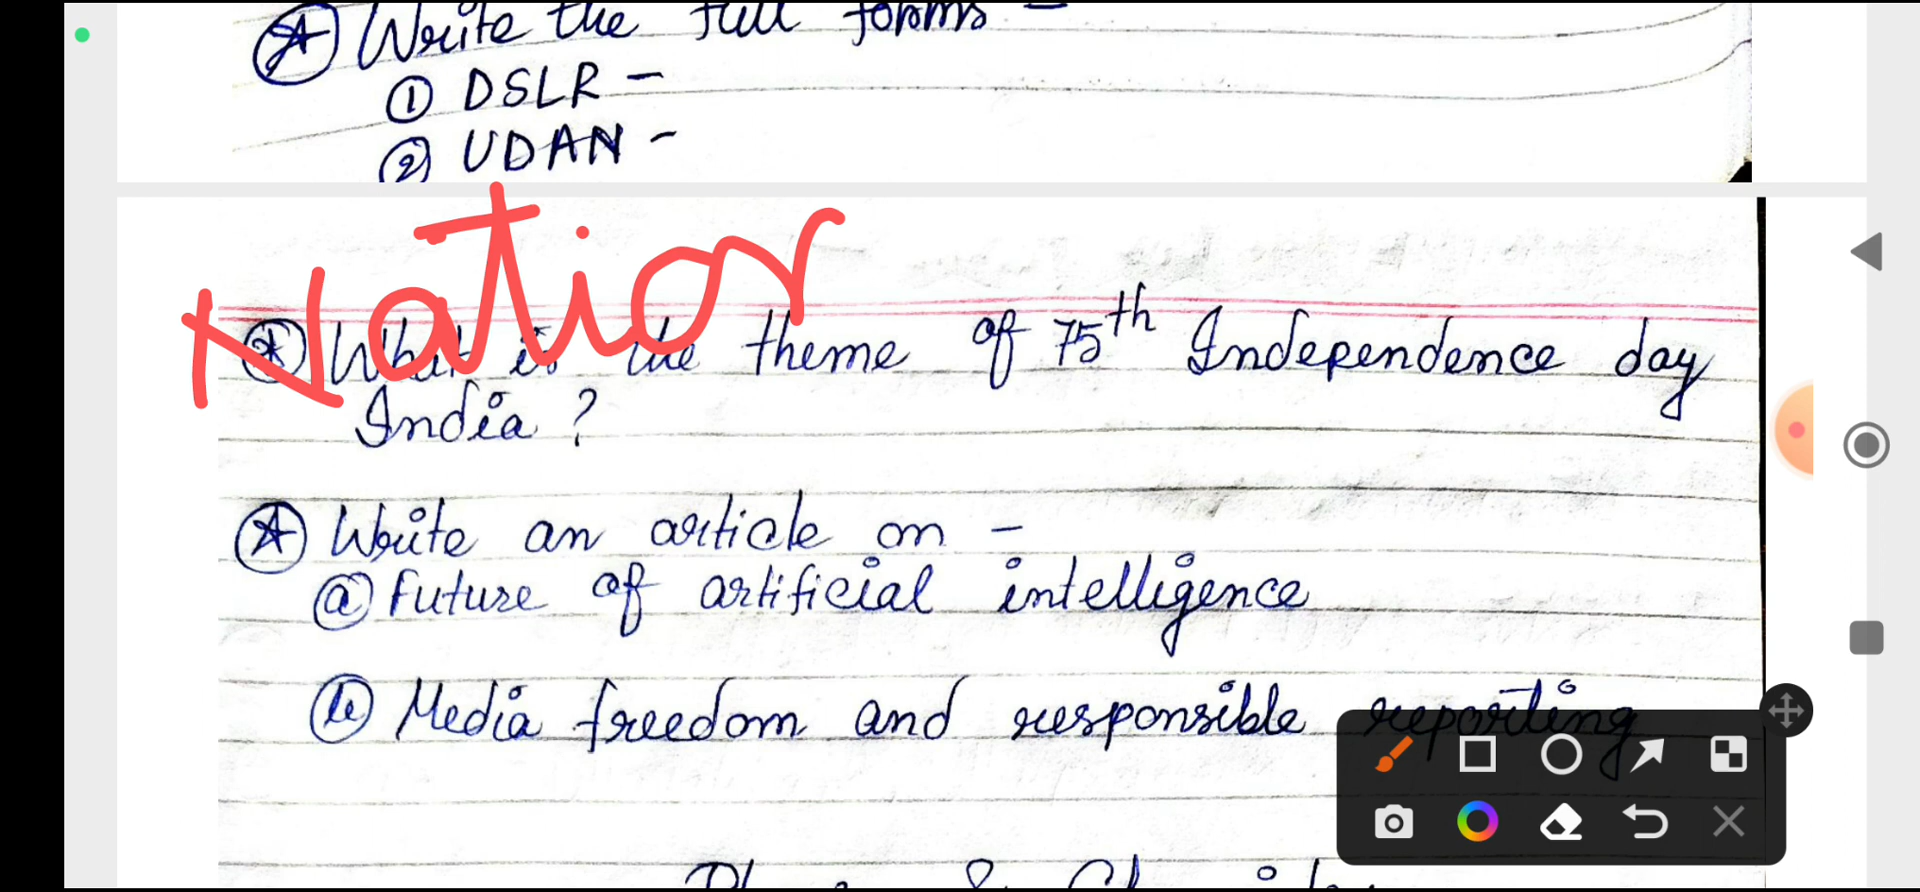 Write the full forms -
① DSLR -
② UDAN -
Nation
What is the theme of 75th Independence day
India ?
Write an article on -
ⓐ Future of artificial intelligence
ⓑ Media freedom and responsible reporting